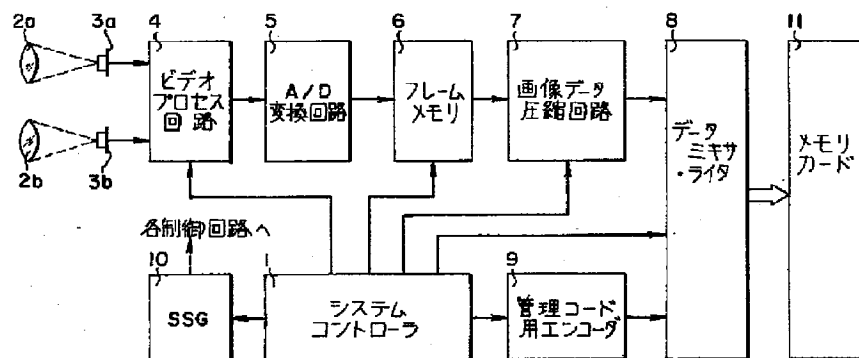 2a
3a
4
5
6
7
8
11
ビデオ
プロセス
回路
A/D
変換回路
フレーム
メモリ
画像データ
圧縮回路
データ
ミキサ
・ライタ
メモリ
カード
2b
3b
各制御回路へ
10
1
9
SSG
システム
コントローラ
管理コード
用エンコーダ